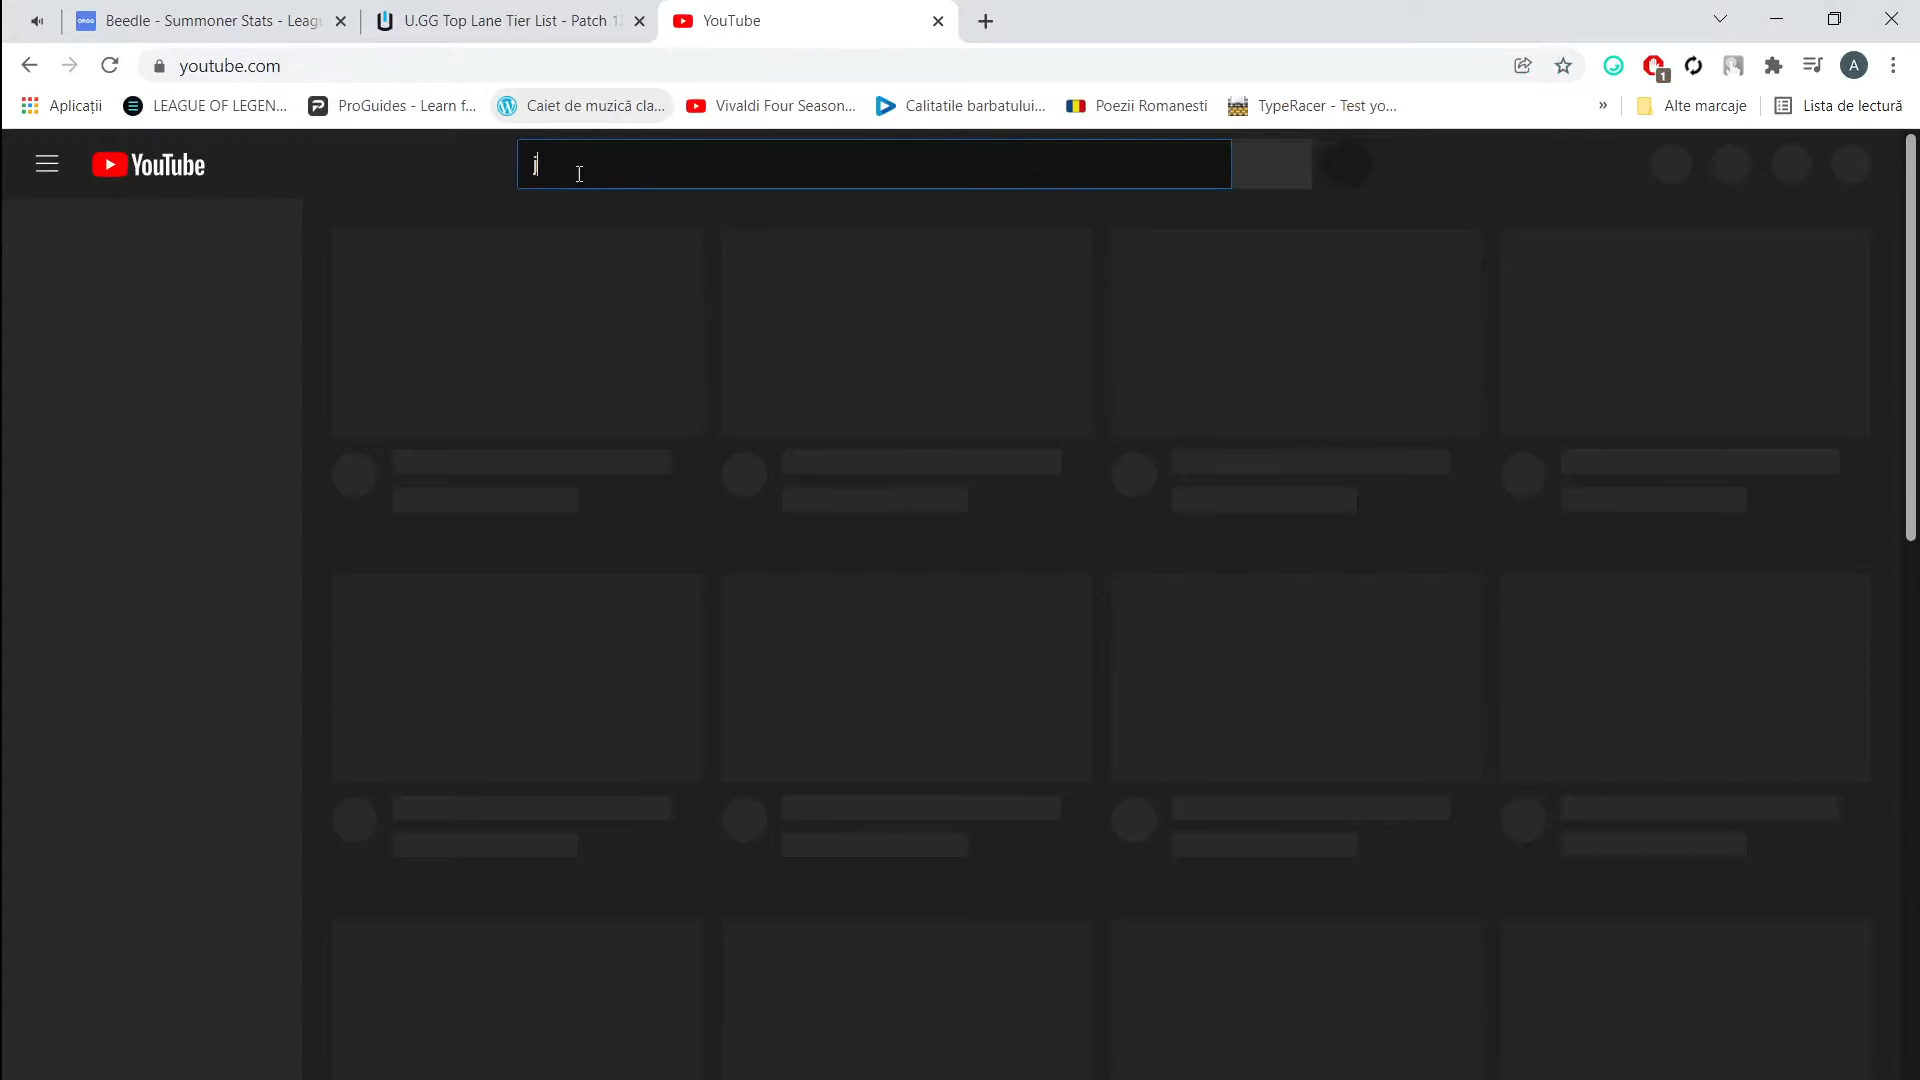 Beedle - Summoner Stats - Leag
U.GG Top Lane Tier List - Patch 12
YouTube
youtube.com
1
A
Aplicații
LEAGUE OF LEGEN...
ProGuides - Learn f...
Caiet de muzică cla...
Vivaldi Four Season...
Calitatile barbatului...
Poezii Romanesti
TypeRacer - Test yo...
»
Alte marcaje
Lista de lectură
YouTube
j